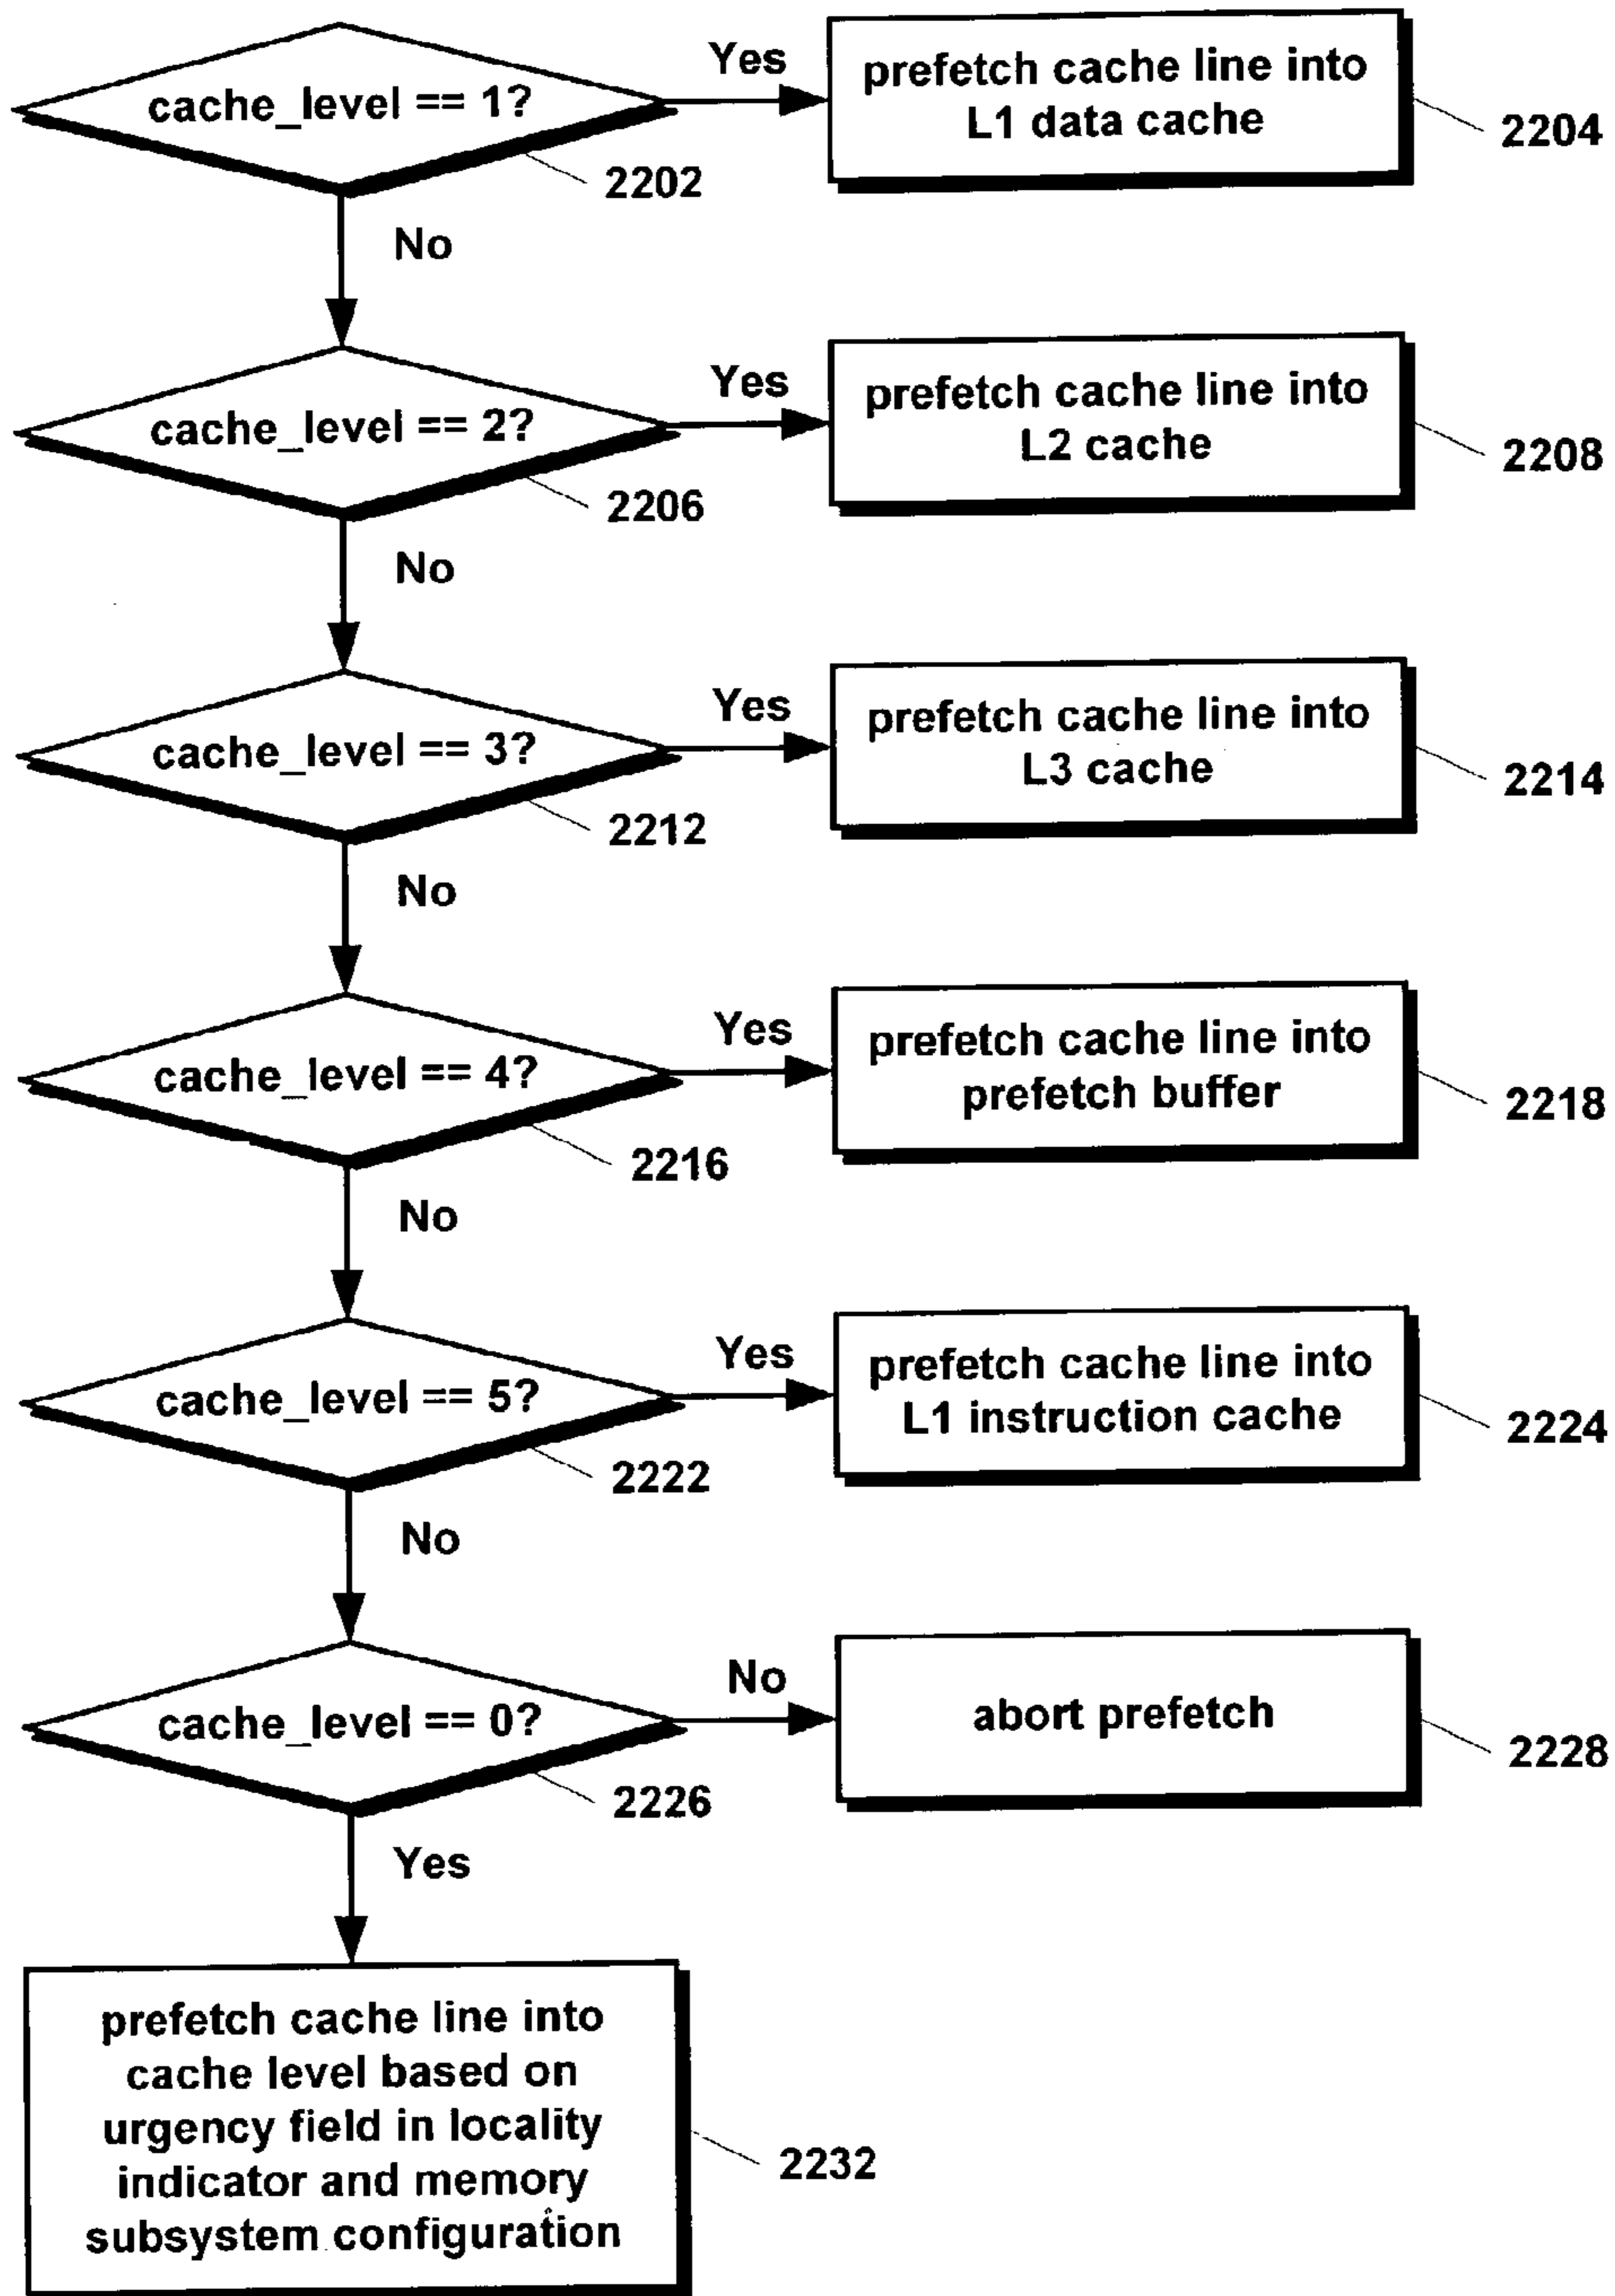 cache_level == 1?
Yes
prefetch cache line into
L1 data cache
2204
2202
No
cache_level == 2?
Yes
prefetch cache line into
L2 cache
2208
2206
No
cache_level == 3?
Yes
prefetch cache line into
L3 cache
2214
2212
No
cache_level == 4?
Yes
prefetch cache line into
prefetch buffer
2218
2216
No
cache_level == 5?
Yes
prefetch cache line into
L1 instruction cache
2224
2222
No
cache_level == 0?
No
abort prefetch
2228
2226
Yes
prefetch cache line into
cache level based on
urgency field in locality
indicator and memory
subsystem configuration
2232